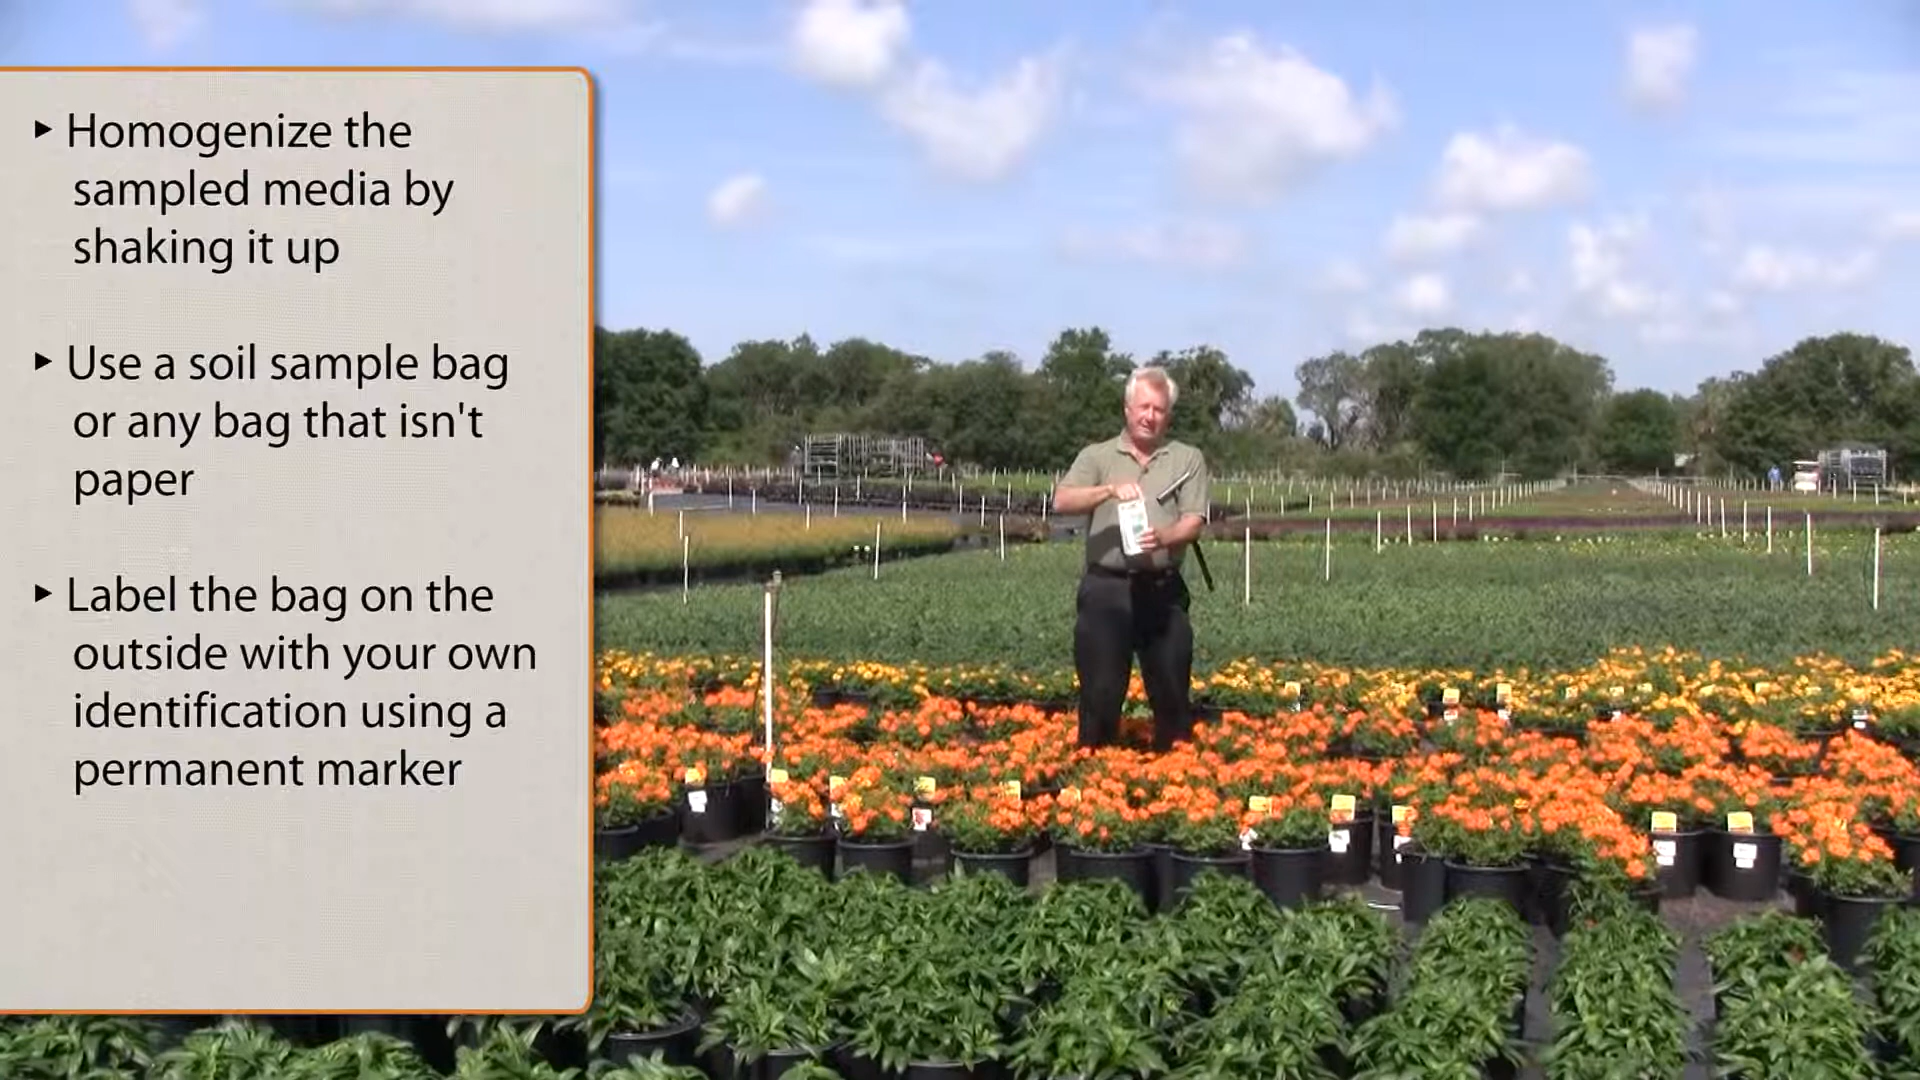 ▸ Homogenize the
sampled media by
shaking it up
▸ Use a soil sample bag
or any bag that isn't
paper
▸ Label the bag on the
outside with your own
identification using a
permanent marker